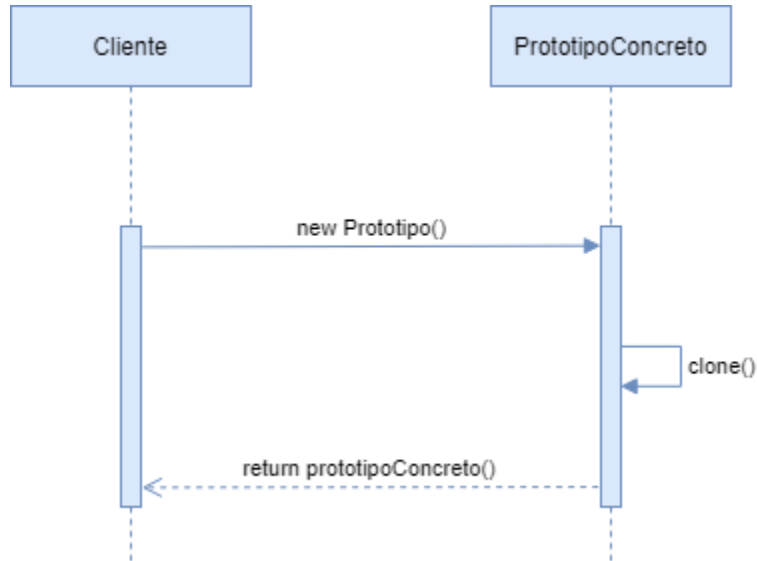 Cliente
PrototipoConcreto
new Prototipo()
clone()
return prototipoConcreto()